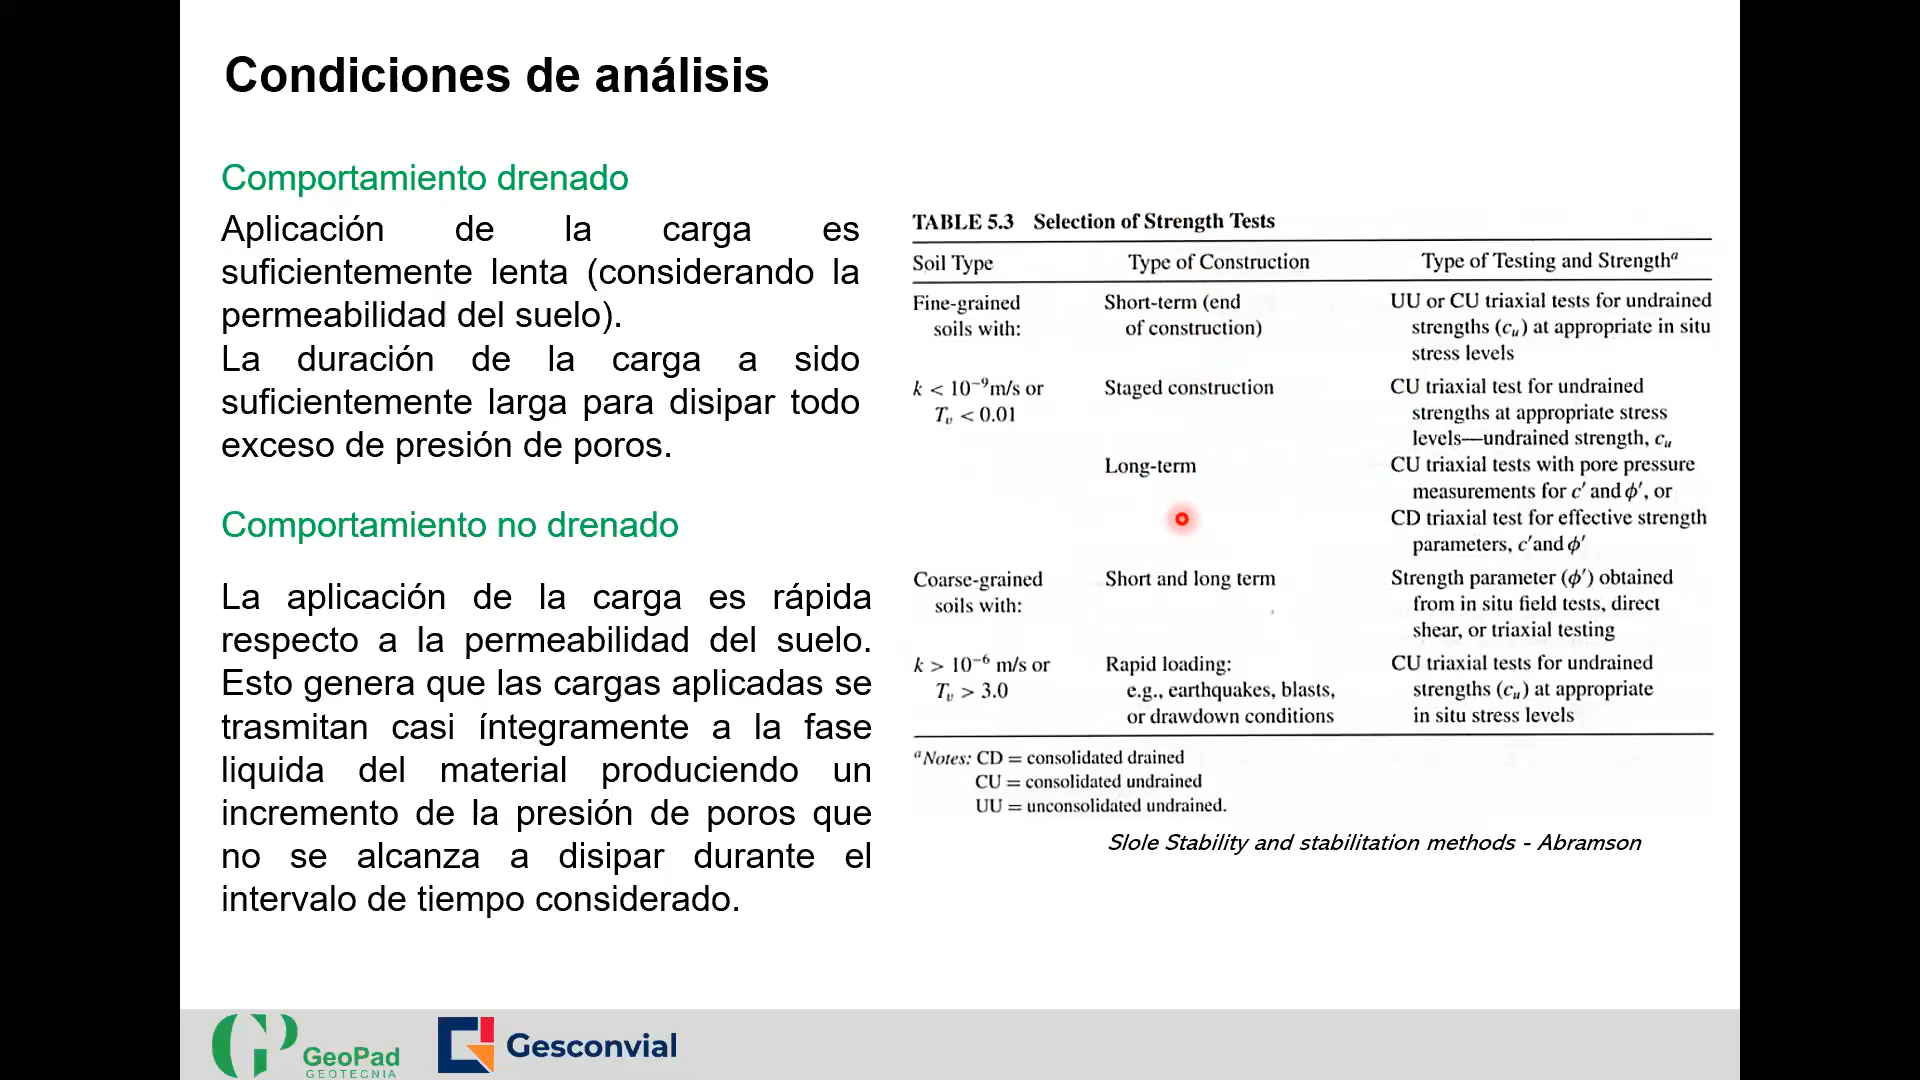 Condiciones de análisis
Comportamiento drenado
Aplicación de la carga es
suficientemente lenta (considerando la
permeabilidad del suelo).
La duración de la carga a sido
suficientemente larga para disipar todo
exceso de presión de poros.
Comportamiento no drenado
La aplicación de la carga es rápida
respecto a la permeabilidad del suelo.
Esto genera que las cargas aplicadas se
trasmitan casi íntegramente a la fase
liquida del material produciendo un
incremento de la presión de poros que
no se alcanza a disipar durante el
intervalo de tiempo considerado.
TABLE 5.3 Selection of Strength Tests
Soil Type Type of Construction Type of Testing and Strengthᵃ
Fine-grained Short-term (end UU or CU triaxial tests for undrained
soils with: of construction) strengths (cᵤ) at appropriate in situ
stress levels
k < 10⁻⁹m/s or Staged construction CU triaxial test for undrained
Tᵥ < 0.01 strengths at appropriate stress
levels—undrained strength, cᵤ
Long-term CU triaxial tests with pore pressure
measurements for c′ and ϕ′, or
CD triaxial test for effective strength
parameters, c′and ϕ′
Coarse-grained Short and long term Strength parameter (ϕ′) obtained
soils with: from in situ field tests, direct
shear, or triaxial testing
k > 10⁻⁶ m/s or Rapid loading: CU triaxial tests for undrained
Tᵥ > 3.0 e.g., earthquakes, blasts, strengths (cᵤ) at appropriate
or drawdown conditions in situ stress levels
ᵃNotes: CD = consolidated drained
CU = consolidated undrained
UU = unconsolidated undrained.
Slole Stability and stabilitation methods - Abramson
GeoPad
GEOTECNIA
Gesconvial